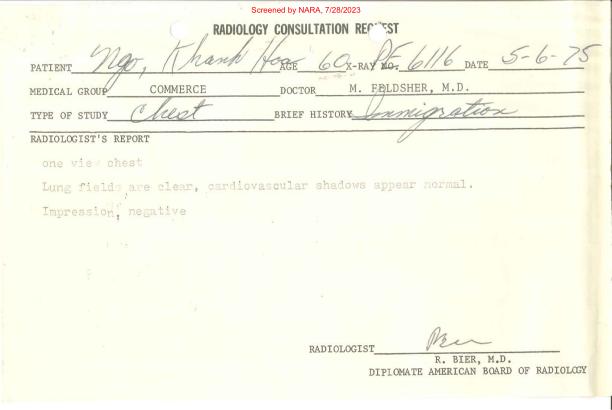 Screened by NARA, 7/28/2023
RADIOLOGY CONSULTATION REQUEST
PATIENT Ngo, Khanh Hoa AGE 60 X-RAY NO. PE 6116 DATE 5-6-75
MEDICAL GROUP COMMERCE DOCTOR M. FELDSHER, M.D.
TYPE OF STUDY Chest BRIEF HISTORY Immigration
RADIOLOGIST'S REPORT
one view chest
Lung fields are clear, cardiovascular shadows appear normal.
Impression, negative
RADIOLOGIST Bier
R. BIER, M.D.
DIPLOMATE AMERICAN BOARD OF RADIOLOGY